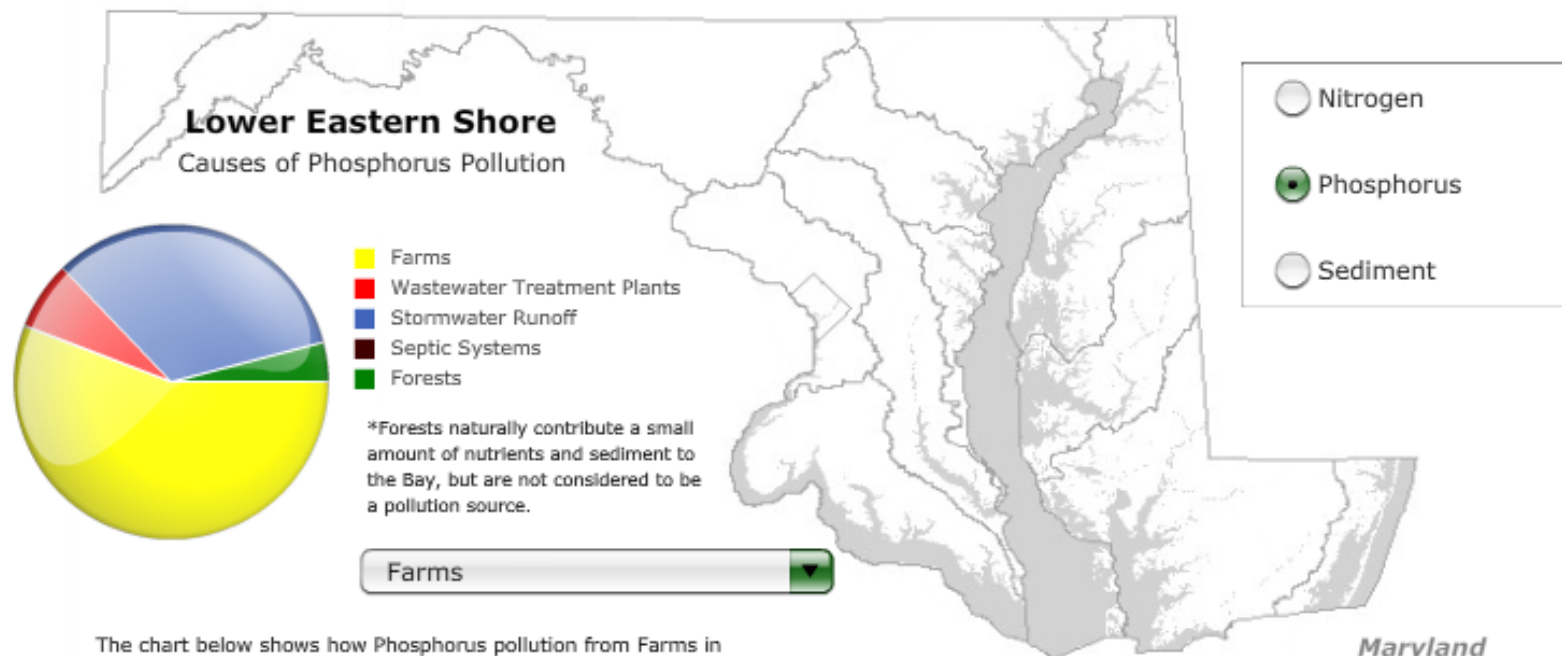 Lower Eastern Shore
Causes of Phosphorus Pollution
Farms
Wastewater Treatment Plants
Stormwater Runoff
Septic Systems
Forests
*Forests naturally contribute a small
amount of nutrients and sediment to
the Bay, but are not considered to be
a pollution source.
Farms
The chart below shows how Phosphorus pollution from Farms in
Nitrogen
Phosphorus
Sediment
Maryland